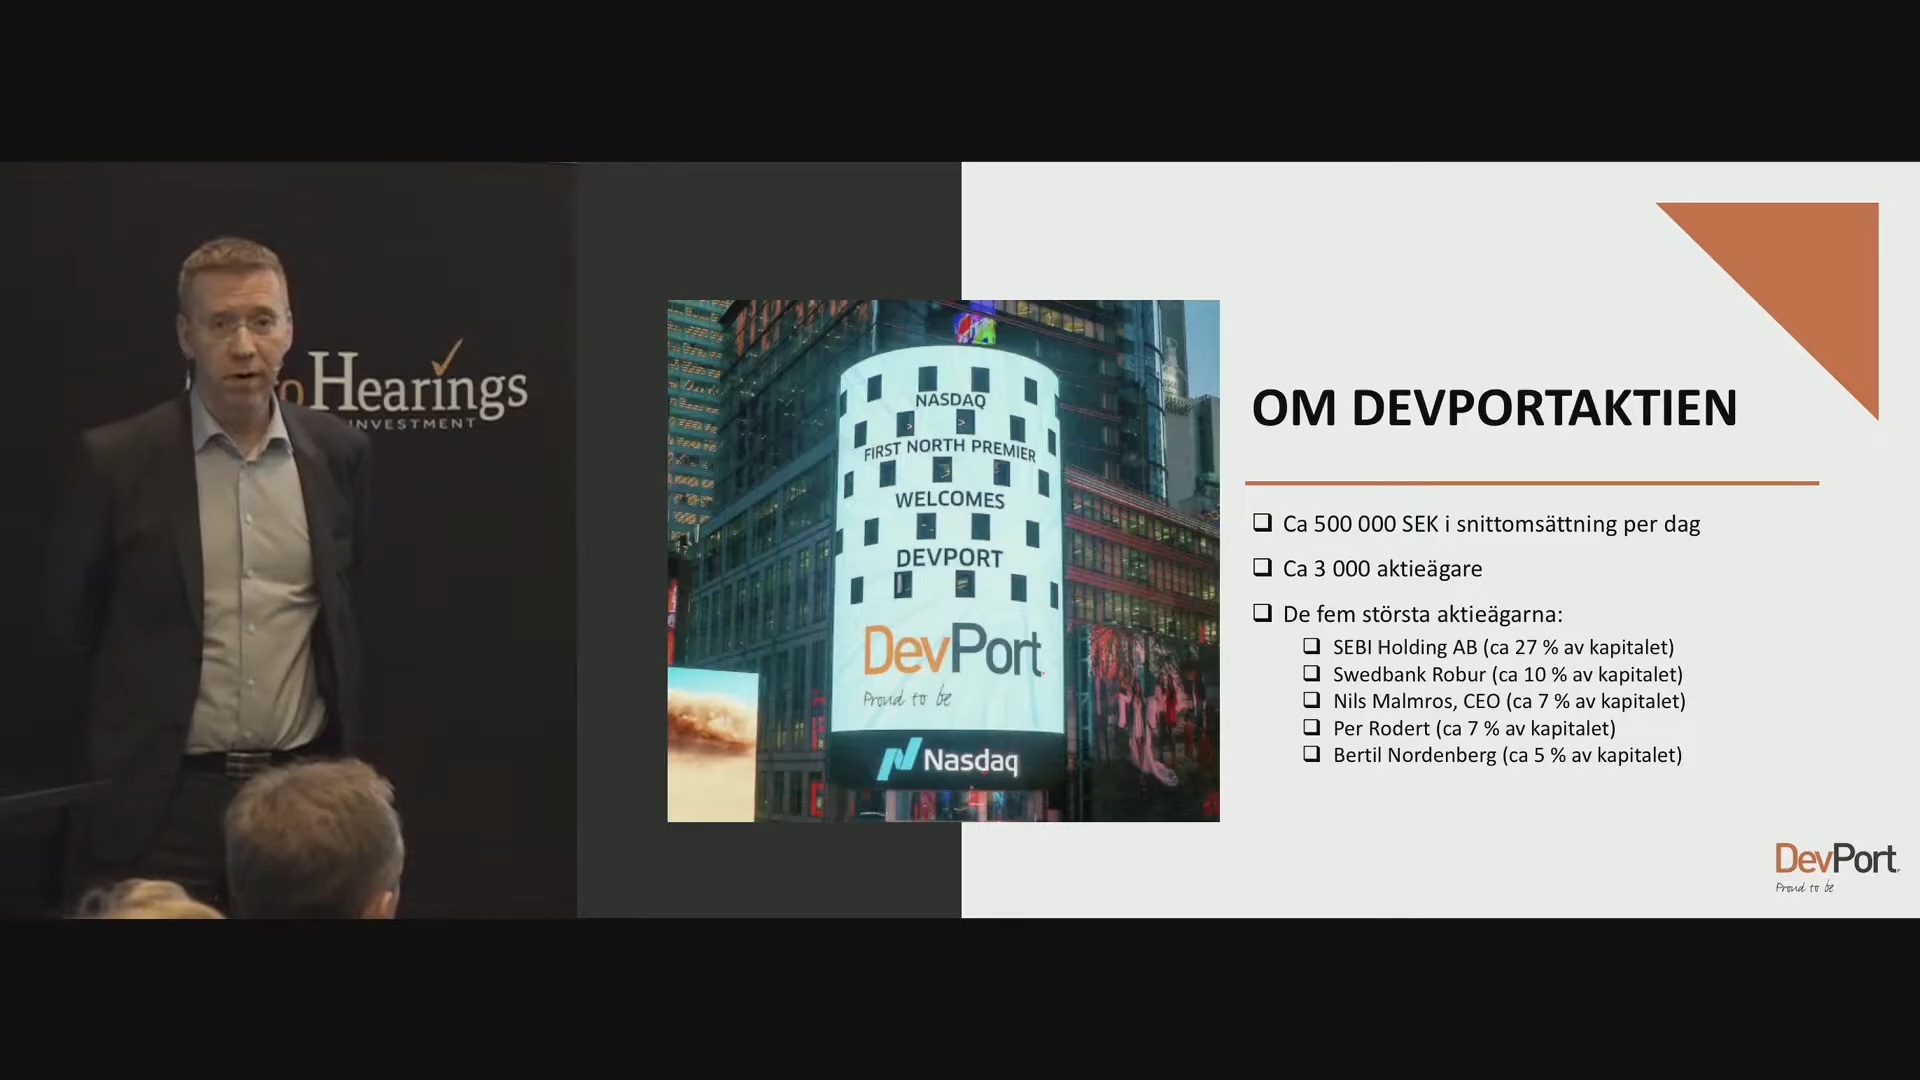 Hearings
INVESTMENT
NASDAQ
FIRST NORTH PREMIER
WELCOMES
DEVPORT
DevPort
Proud to be
Nasdaq
OM DEVPORTAKTIEN
Ca 500 000 SEK i snittomsättning per dag
Ca 3 000 aktieägare
De fem största aktieägarna:
SEBI Holding AB (ca 27 % av kapitalet)
Swedbank Robur (ca 10 % av kapitalet)
Nils Malmros, CEO (ca 7 % av kapitalet)
Per Rodert (ca 7 % av kapitalet)
Bertil Nordenberg (ca 5 % av kapitalet)
DevPort
Proud to be